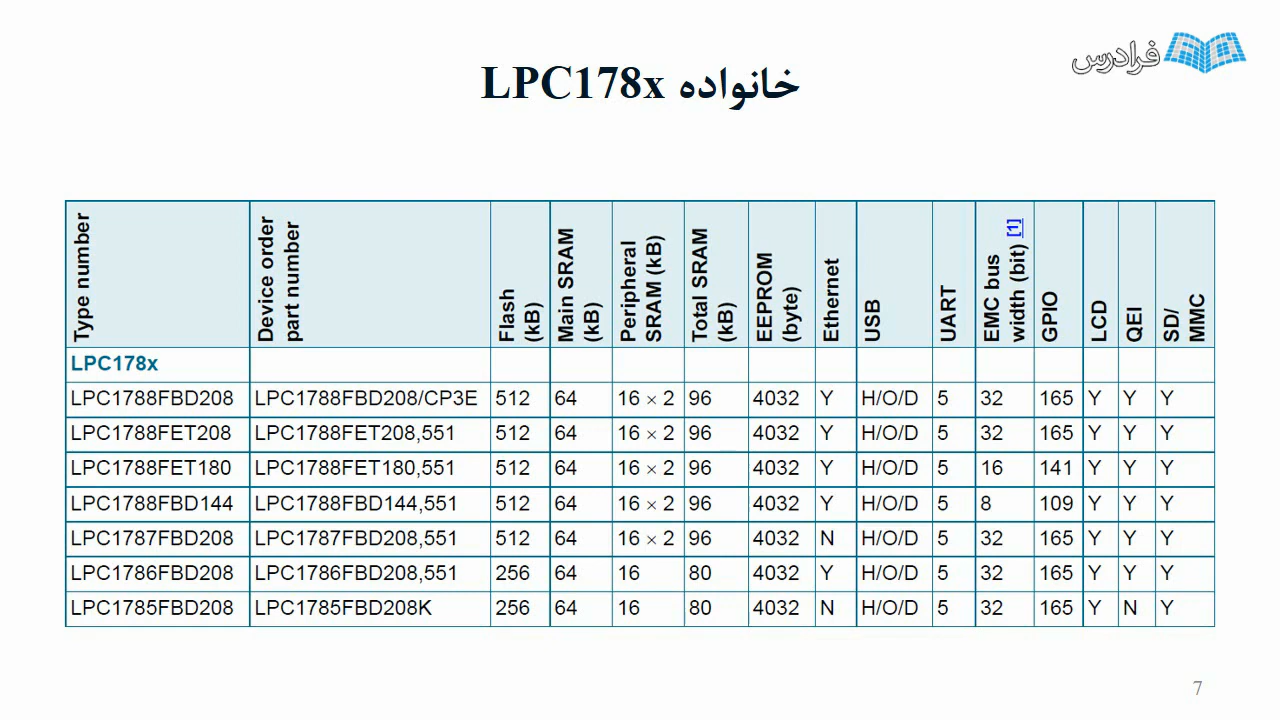 فرادرس
خانواده LPC178x
Type number Device order part number Flash (kB) Main SRAM (kB) Peripheral SRAM (kB) Total SRAM (kB) EEPROM (byte) Ethernet USB UART EMC bus width (bit) [1] GPIO LCD QEI SD/ MMC
LPC178x
LPC1788FBD208 LPC1788FBD208/CP3E 512 64 16 × 2 96 4032 Y H/O/D 5 32 165 Y Y Y
LPC1788FET208 LPC1788FET208,551 512 64 16 × 2 96 4032 Y H/O/D 5 32 165 Y Y Y
LPC1788FET180 LPC1788FET180,551 512 64 16 × 2 96 4032 Y H/O/D 5 16 141 Y Y Y
LPC1788FBD144 LPC1788FBD144,551 512 64 16 × 2 96 4032 Y H/O/D 5 8 109 Y Y Y
LPC1787FBD208 LPC1787FBD208,551 512 64 16 × 2 96 4032 N H/O/D 5 32 165 Y Y Y
LPC1786FBD208 LPC1786FBD208,551 256 64 16 80 4032 Y H/O/D 5 32 165 Y Y Y
LPC1785FBD208 LPC1785FBD208K 256 64 16 80 4032 N H/O/D 5 32 165 Y N Y
7